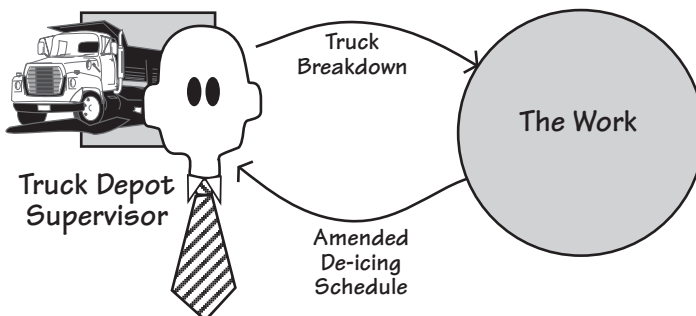 Truck
Breakdown
The Work
Truck Depot
Supervisor
Amended
De-icing
Schedule